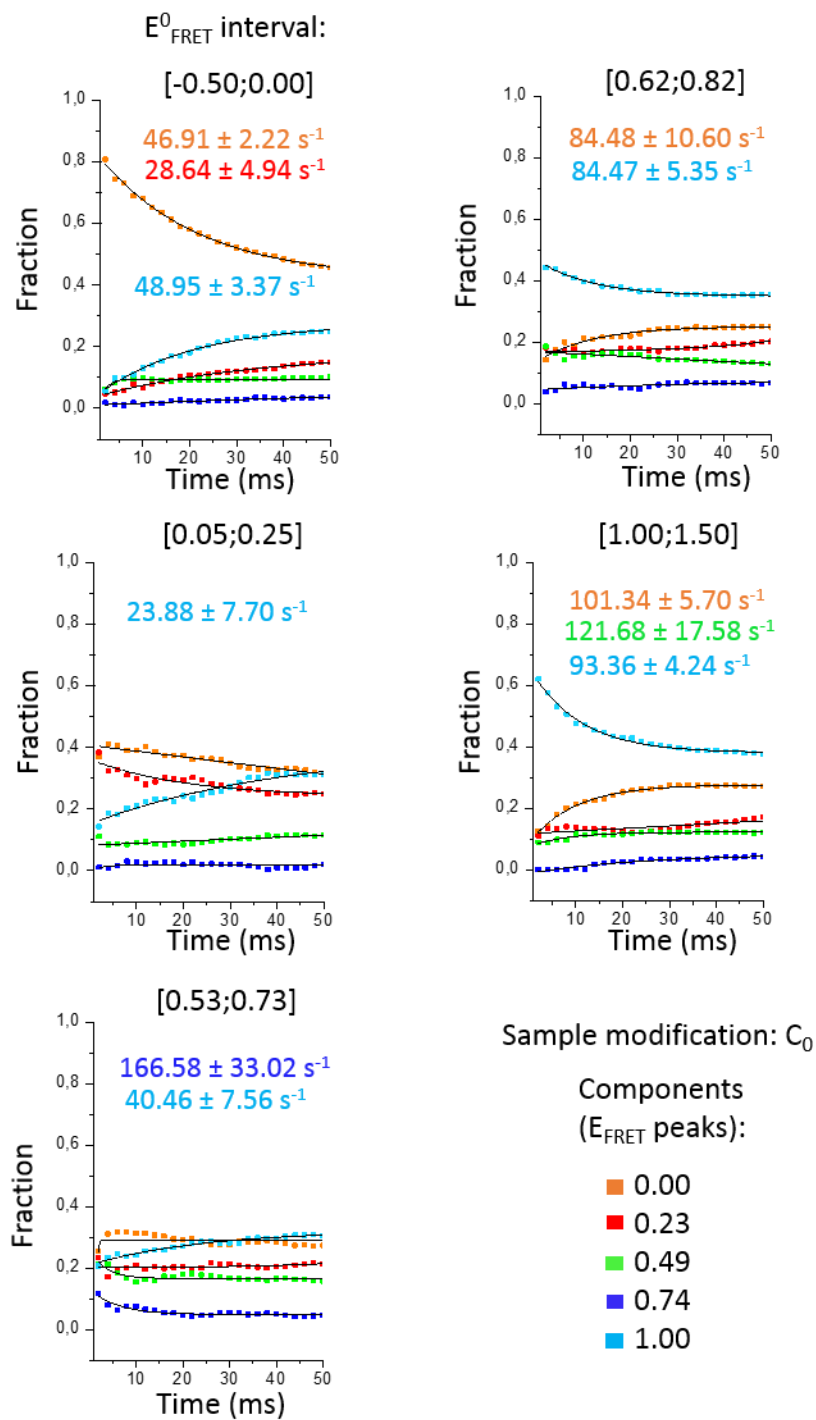 E⁰FRET interval:
[-0.50;0.00]
1,0
0,8
0,6
0,4
0,2
0,0
Fraction
46.91 ± 2.22 s⁻¹
28.64 ± 4.94 s⁻¹
48.95 ± 3.37 s⁻¹
10 20 30 40 50
Time (ms)
[0.62;0.82]
1,0
0,8
0,6
0,4
0,2
0,0
Fraction
84.48 ± 10.60 s⁻¹
84.47 ± 5.35 s⁻¹
10 20 30 40 50
Time (ms)
[0.05;0.25]
1,0
0,8
0,6
0,4
0,2
0,0
Fraction
23.88 ± 7.70 s⁻¹
10 20 30 40 50
Time (ms)
[1.00;1.50]
1,0
0,8
0,6
0,4
0,2
0,0
Fraction
101.34 ± 5.70 s⁻¹
121.68 ± 17.58 s⁻¹
93.36 ± 4.24 s⁻¹
10 20 30 40 50
Time (ms)
[0.53;0.73]
1,0
0,8
0,6
0,4
0,2
0,0
Fraction
166.58 ± 33.02 s⁻¹
40.46 ± 7.56 s⁻¹
10 20 30 40 50
Time (ms)
Sample modification: C₀
Components
(EFRET peaks):
0.00
0.23
0.49
0.74
1.00